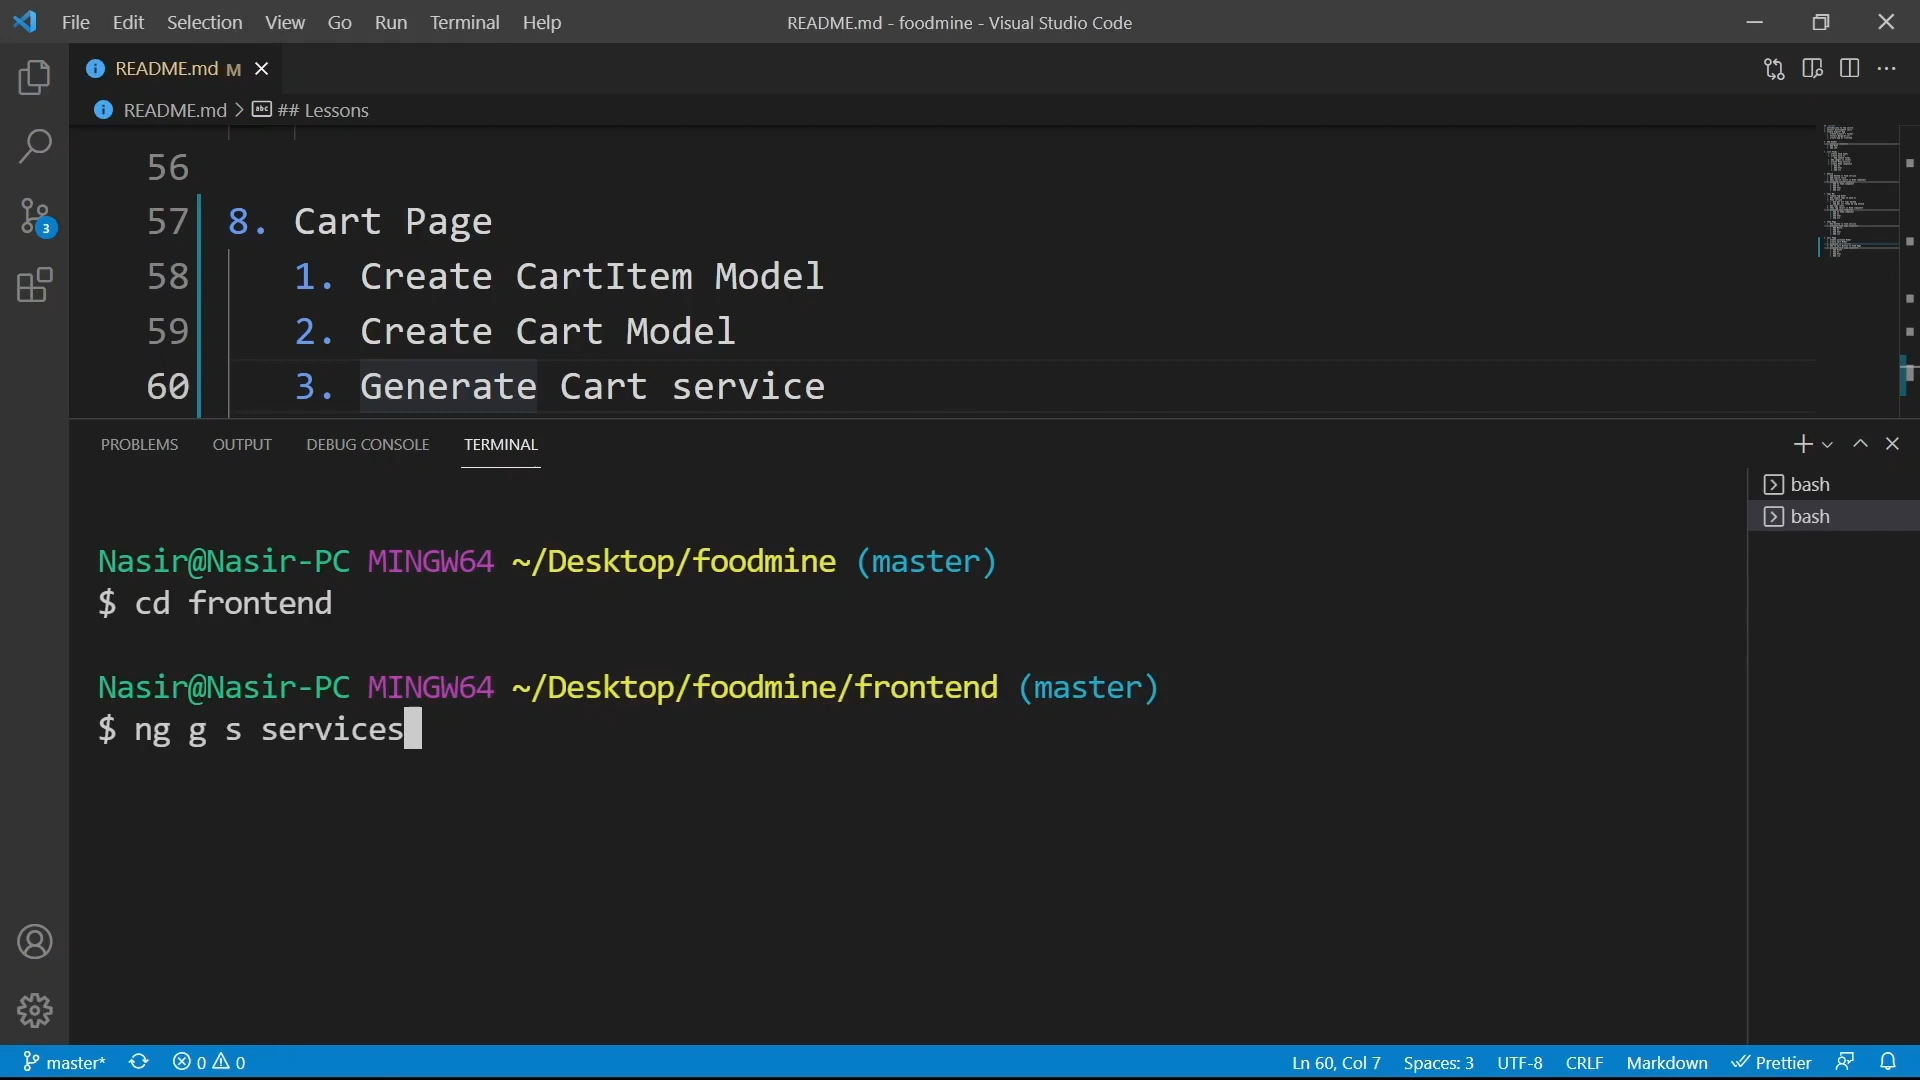 File Edit Selection View Go Run Terminal Help README.md - foodmine - Visual Studio Code
README.md M
README.md > ## Lessons
56
57 8. Cart Page
58 1. Create CartItem Model
59 2. Create Cart Model
60 3. Generate Cart service
PROBLEMS OUTPUT DEBUG CONSOLE TERMINAL
bash
bash
Nasir@Nasir-PC MINGW64 ~/Desktop/foodmine (master)
$ cd frontend
Nasir@Nasir-PC MINGW64 ~/Desktop/foodmine/frontend (master)
$ ng g s services
3
master* 0 0 Ln 60, Col 7 Spaces: 3 UTF-8 CRLF Markdown Prettier